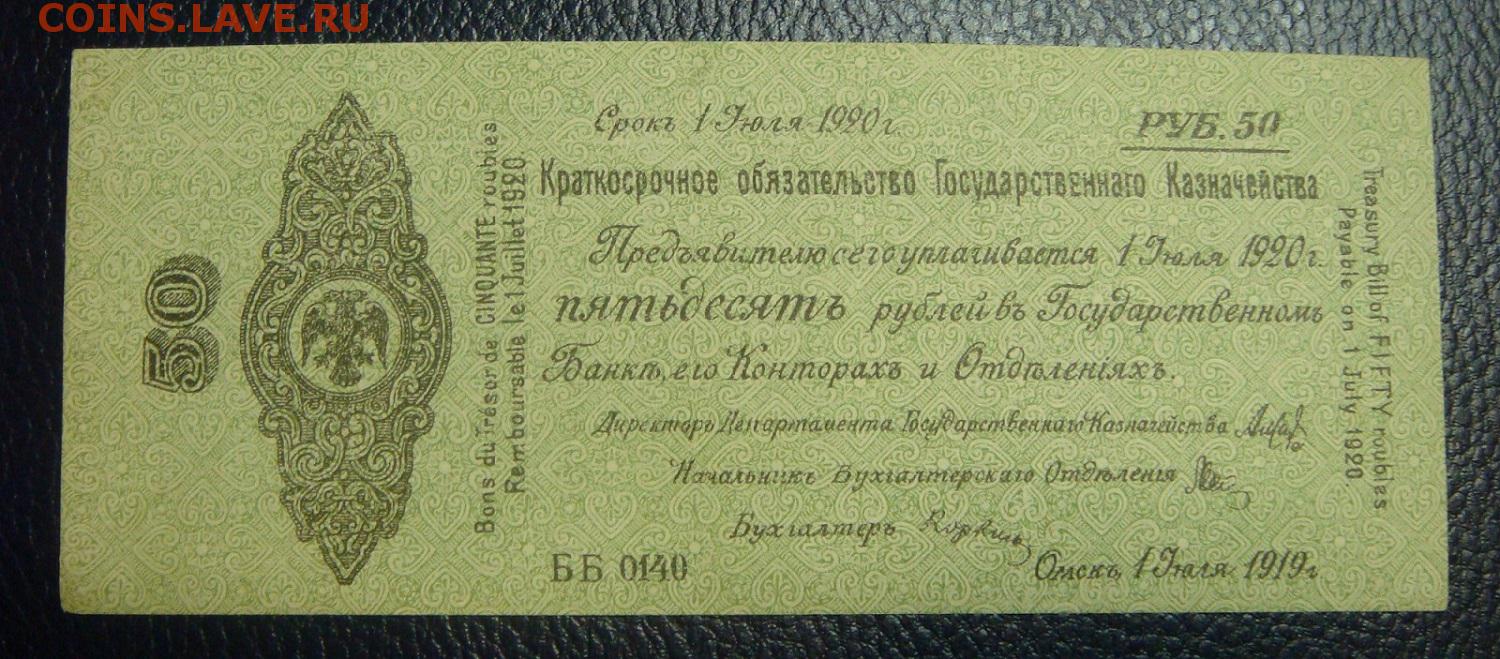 COINS.LAVE.RU
50
Bons du trésor de CINQUANTE roubles
Remboursable le 1 Juillet 1920.
Срокъ 1 Іюля 1920 г.
РУБ. 50
Краткосрочное обязательство Государственнаго Казначейства
Предъявителю сего уплачивается 1 Іюля 1920 г.
пятьдесятъ рублей въ Государственномъ
Банкѣ, его Конторахъ и Отдѣленіяхъ.
Директоръ Департамента Государственнаго Казначейства
Начальникъ Бухгалтерскаго Отдѣленія
Бухгалтеръ
ББ 0140
Омскъ, 1 Іюля 1919 г.
Treasury Bill of FIFTY roubles
Payable on 1 July 1920